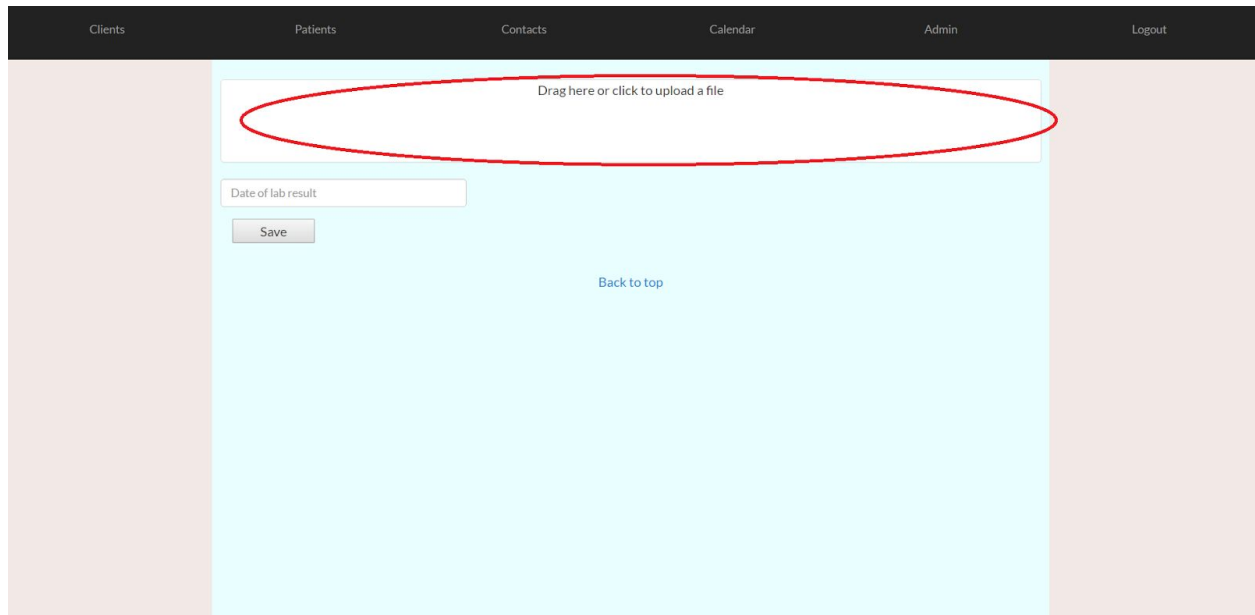 Clients Patients Contacts Calendar Admin Logout
Drag here or click to upload a file
Date of lab result
Save
Back to top